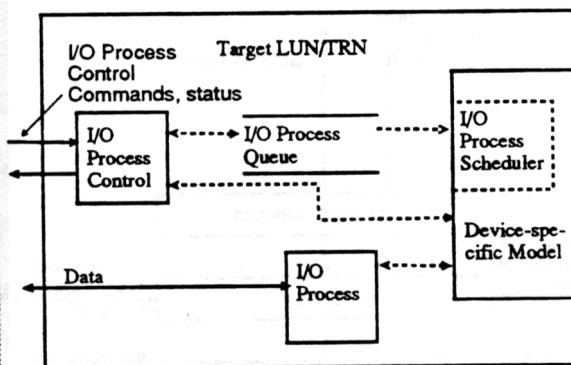 Target LUN/TRN
I/O Process
Control
Commands, status
I/O
Process
Control
I/O Process
Queue
I/O
Process
Scheduler
Device-spe-
cific Model
Data
I/O
Process